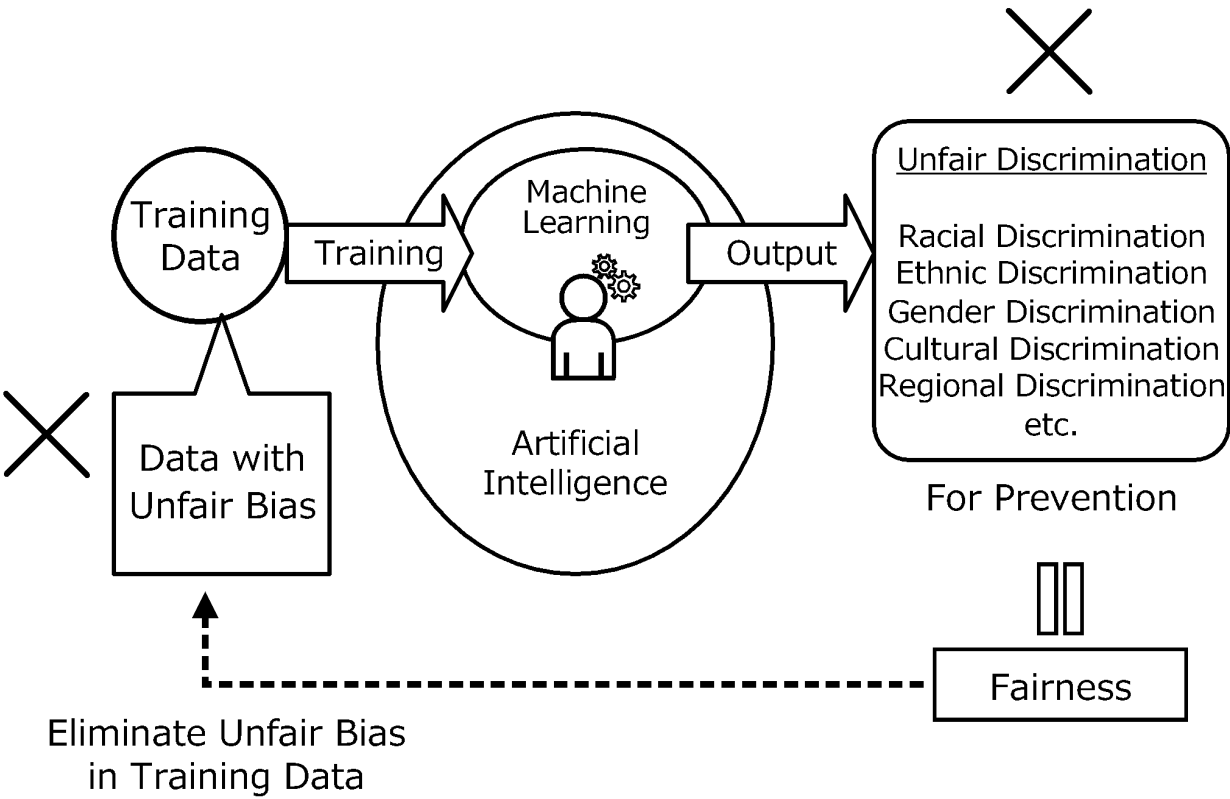 Training
Data
Training
Machine
Learning
Output
Artificial
Intelligence
Unfair Discrimination
Racial Discrimination
Ethnic Discrimination
Gender Discrimination
Cultural Discrimination
Regional Discrimination
etc.
Data with
Unfair Bias
For Prevention
Fairness
Eliminate Unfair Bias
in Training Data